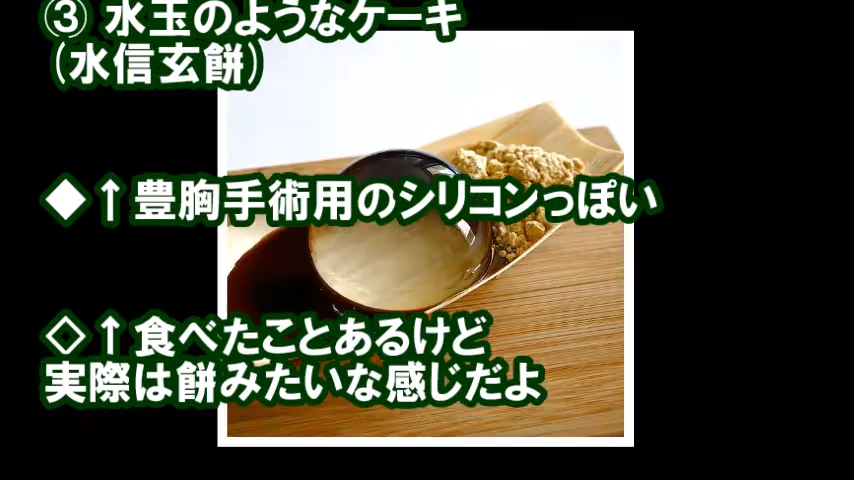 ③ 水玉のようなケーキ
(水信玄餅)
◆↑豊胸手術用のシリコンっぽい
◇↑食べたことあるけど
実際は餅みたいな感じだよ